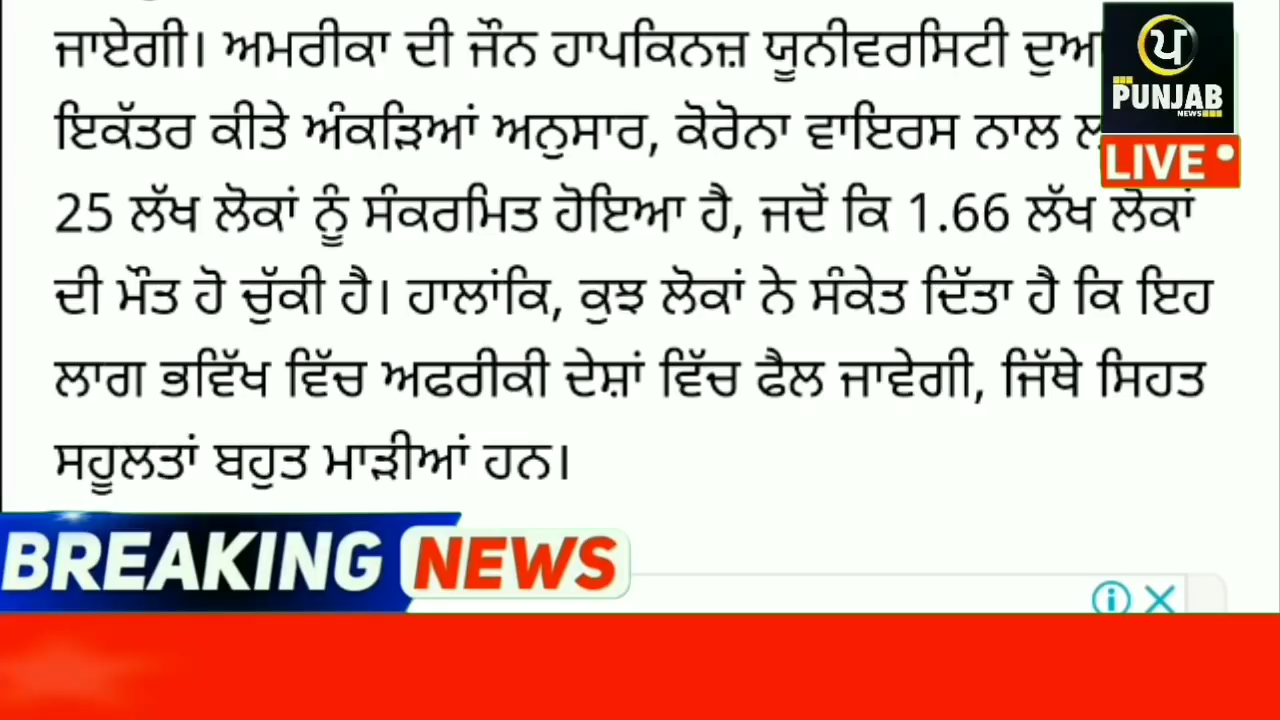 ਜਾਏਗੀ। ਅਮਰੀਕਾ ਦੀ ਜੌਨ ਹਾਪਕਿਨਜ਼ ਯੂਨੀਵਰਸਿਟੀ
ਇਕੱਤਰ ਕੀਤੇ ਅੰਕੜਿਆਂ ਅਨੁਸਾਰ, ਕੋਰੋਨਾ ਵਾਇਰਸ ਨਾਲ
25 ਲੱਖ ਲੋਕਾਂ ਨੂੰ ਸੰਕਰਮਿਤ ਹੋਇਆ ਹੈ, ਜਦੋਂ ਕਿ 1.66 ਲੱਖ ਲੋਕਾਂ
ਦੀ ਮੌਤ ਹੋ ਚੁੱਕੀ ਹੈ। ਹਾਲਾਂਕਿ, ਕੁਝ ਲੋਕਾਂ ਨੇ ਸੰਕੇਤ ਦਿੱਤਾ ਹੈ ਕਿ ਇਹ
ਲਾਗ ਭਵਿੱਖ ਵਿੱਚ ਅਫਰੀਕੀ ਦੇਸ਼ਾਂ ਵਿੱਚ ਫੈਲ ਜਾਵੇਗੀ, ਜਿੱਥੇ ਸਿਹਤ
ਸਹੂਲਤਾਂ ਬਹੁਤ ਮਾੜੀਆਂ ਹਨ।
ਪ
PUNJAB
NEWS
LIVE
BREAKING NEWS